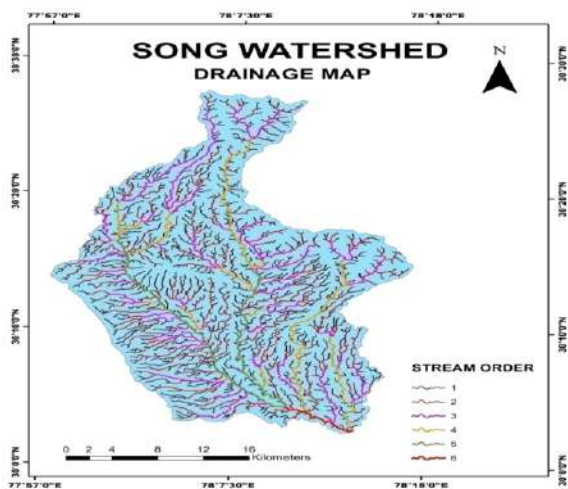 77°57'0"E 78°7'30"E 78°18'0"E
SONG WATERSHED
DRAINAGE MAP
N
30°30'0"N 30°30'0"N
30°20'0"N 30°20'0"N
30°10'0"N 30°10'0"N
STREAM ORDER
1
2
3
4
5
6
0 2 4 8 12 16
Kilometers
30°0'0"N 30°0'0"N
77°57'0"E 78°7'30"E 78°18'0"E